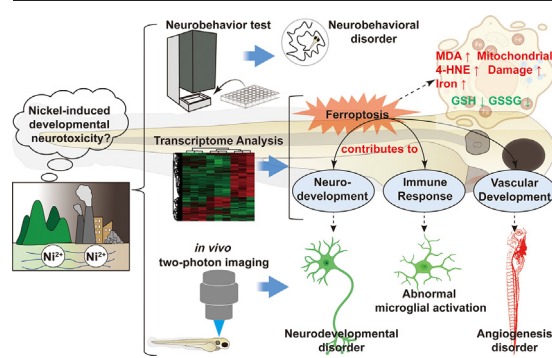 Neurobehavior test
Neurobehavioral
disorder
MDA ↑ Mitochondrial
4-HNE ↑ Damage ↑
Iron ↑
GSH ↓ GSSG ↓
Nickel-induced
developmental
neurotoxicity?
Ferroptosis
Transcriptome Analysis
contributes to
Neuro-
development
Immune
Response
Vascular
Development
Ni²⁺ Ni²⁺
in vivo
two-photon imaging
Abnormal
microglial activation
Neurodevelopmental
disorder
Angiogenesis
disorder